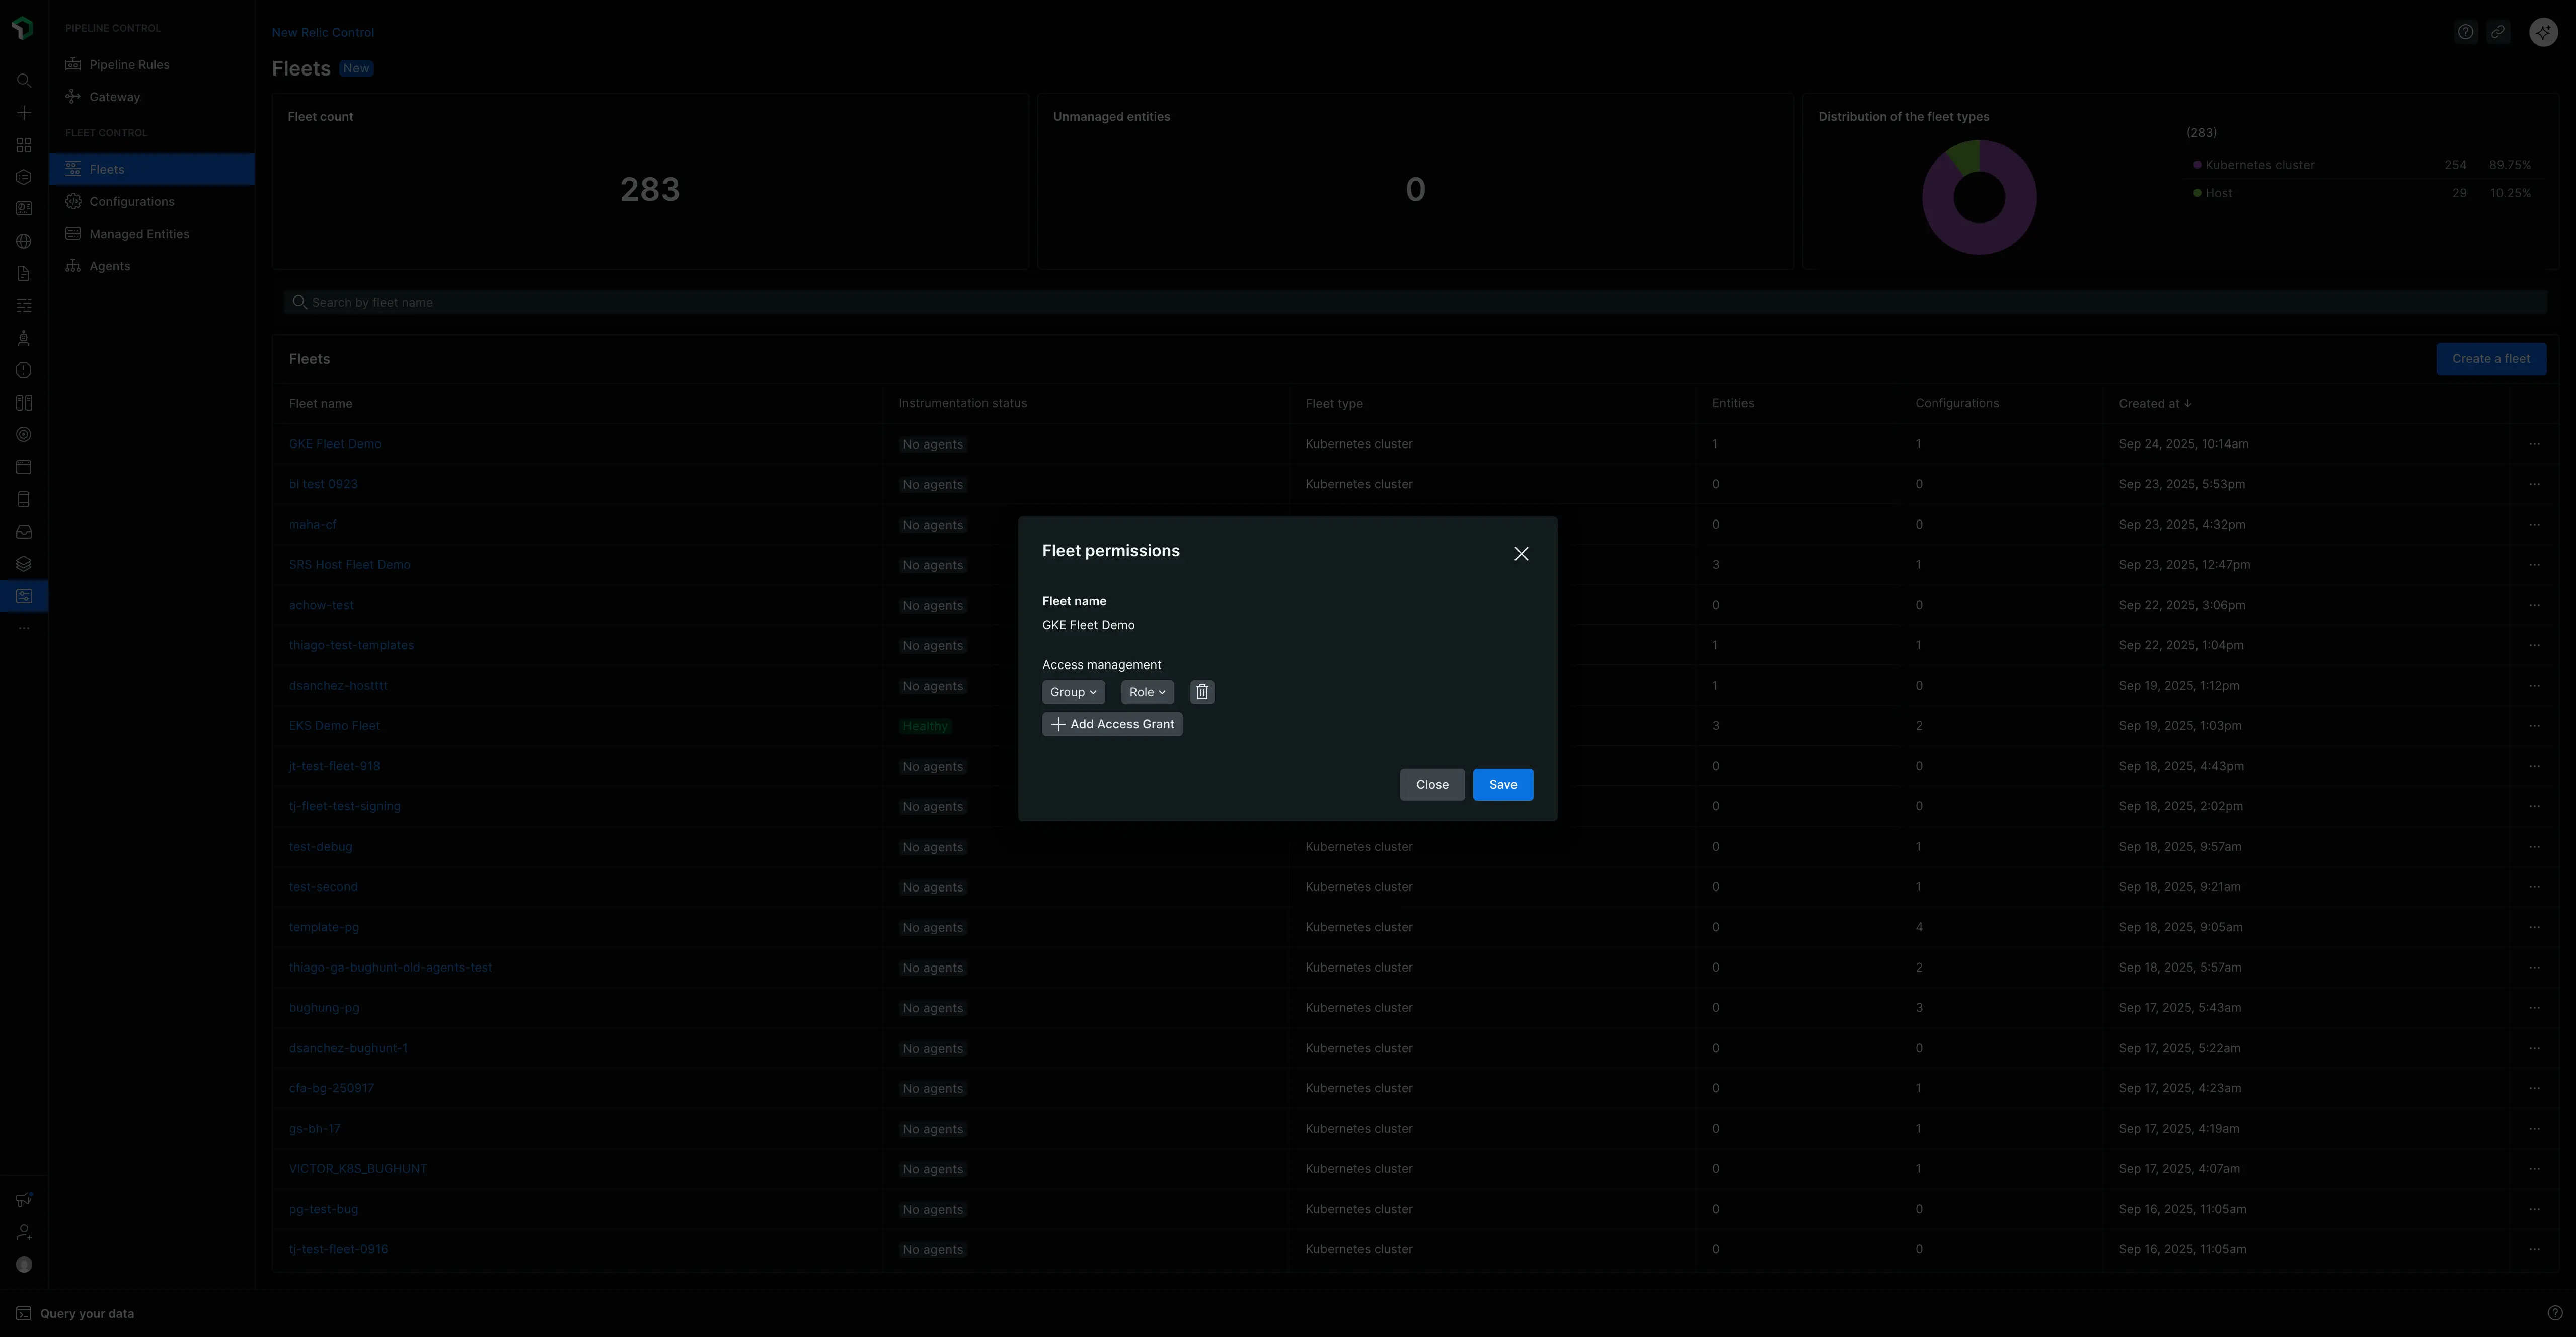 PIPELINE CONTROL
Pipeline Rules
Gateway
FLEET CONTROL
Fleets
Configurations
Managed Entities
Agents
New Relic Control
Fleets New
Fleet count
283
Unmanaged entities
0
Distribution of the fleet types
(283)
Kubernetes cluster 254 89.75%
Host 29 10.25%
Search by fleet name
Fleets
Create a fleet
Fleet name Instrumentation status Fleet type Entities Configurations Created at ↓
GKE Fleet Demo No agents Kubernetes cluster 1 1 Sep 24, 2025, 10:14am
bl test 0923 No agents Kubernetes cluster 0 0 Sep 23, 2025, 5:53pm
maha-cf No agents 0 0 Sep 23, 2025, 4:32pm
SRS Host Fleet Demo No agents 3 1 Sep 23, 2025, 12:47pm
achow-test No agents 0 0 Sep 22, 2025, 3:06pm
thiago-test-templates No agents 1 1 Sep 22, 2025, 1:04pm
dsanchez-hostttt No agents 1 0 Sep 19, 2025, 1:12pm
EKS Demo Fleet Healthy 3 2 Sep 19, 2025, 1:03pm
jt-test-fleet-918 No agents 0 0 Sep 18, 2025, 4:43pm
tj-fleet-test-signing No agents 0 0 Sep 18, 2025, 2:02pm
test-debug No agents Kubernetes cluster 0 1 Sep 18, 2025, 9:57am
test-second No agents Kubernetes cluster 0 1 Sep 18, 2025, 9:21am
template-pg No agents Kubernetes cluster 0 4 Sep 18, 2025, 9:05am
thiago-ga-bughunt-old-agents-test No agents Kubernetes cluster 0 2 Sep 18, 2025, 5:57am
bughung-pg No agents Kubernetes cluster 0 3 Sep 17, 2025, 5:43am
dsanchez-bughunt-1 No agents Kubernetes cluster 0 0 Sep 17, 2025, 5:22am
cfa-bg-250917 No agents Kubernetes cluster 0 1 Sep 17, 2025, 4:23am
gs-bh-17 No agents Kubernetes cluster 0 1 Sep 17, 2025, 4:19am
VICTOR_K8S_BUGHUNT No agents Kubernetes cluster 0 1 Sep 17, 2025, 4:07am
pg-test-bug No agents Kubernetes cluster 0 0 Sep 16, 2025, 11:05am
tj-test-fleet-0916 No agents Kubernetes cluster 0 0 Sep 16, 2025, 11:05am
Fleet permissions
Fleet name
GKE Fleet Demo
Access management
Group Role
Add Access Grant
Close Save
Query your data